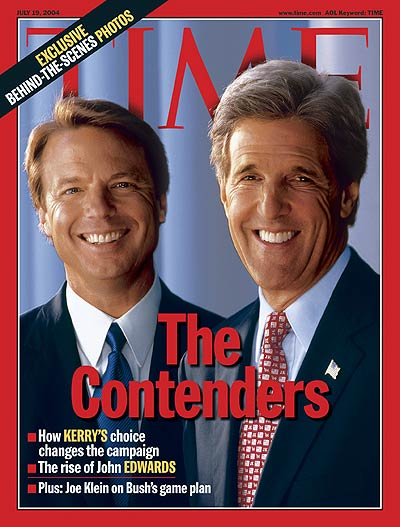 JULY 19, 2004
www.time.com AOL Keyword: TIME
EXCLUSIVE
BEHIND-THE-SCENES PHOTOS
TIME
The
Contenders
How KERRY'S choice
changes the campaign
The rise of John EDWARDS
Plus: Joe Klein on Bush's game plan